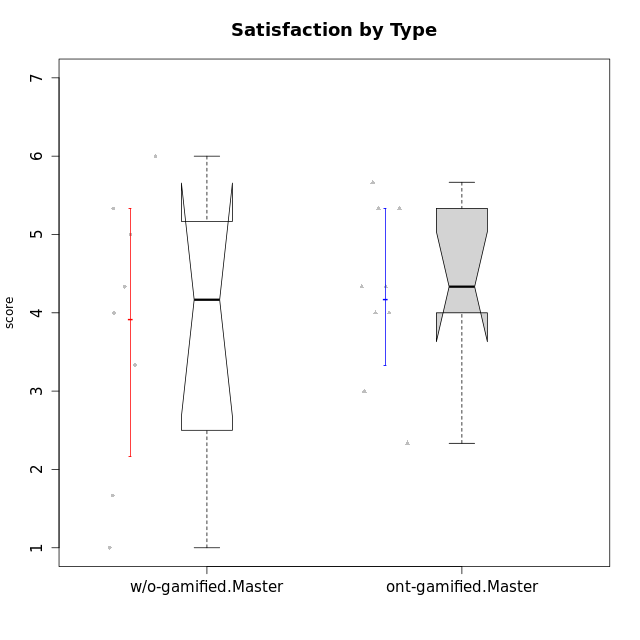 Satisfaction by Type
7
6
5
4
3
2
1
score
w/o-gamified.Master
ont-gamified.Master